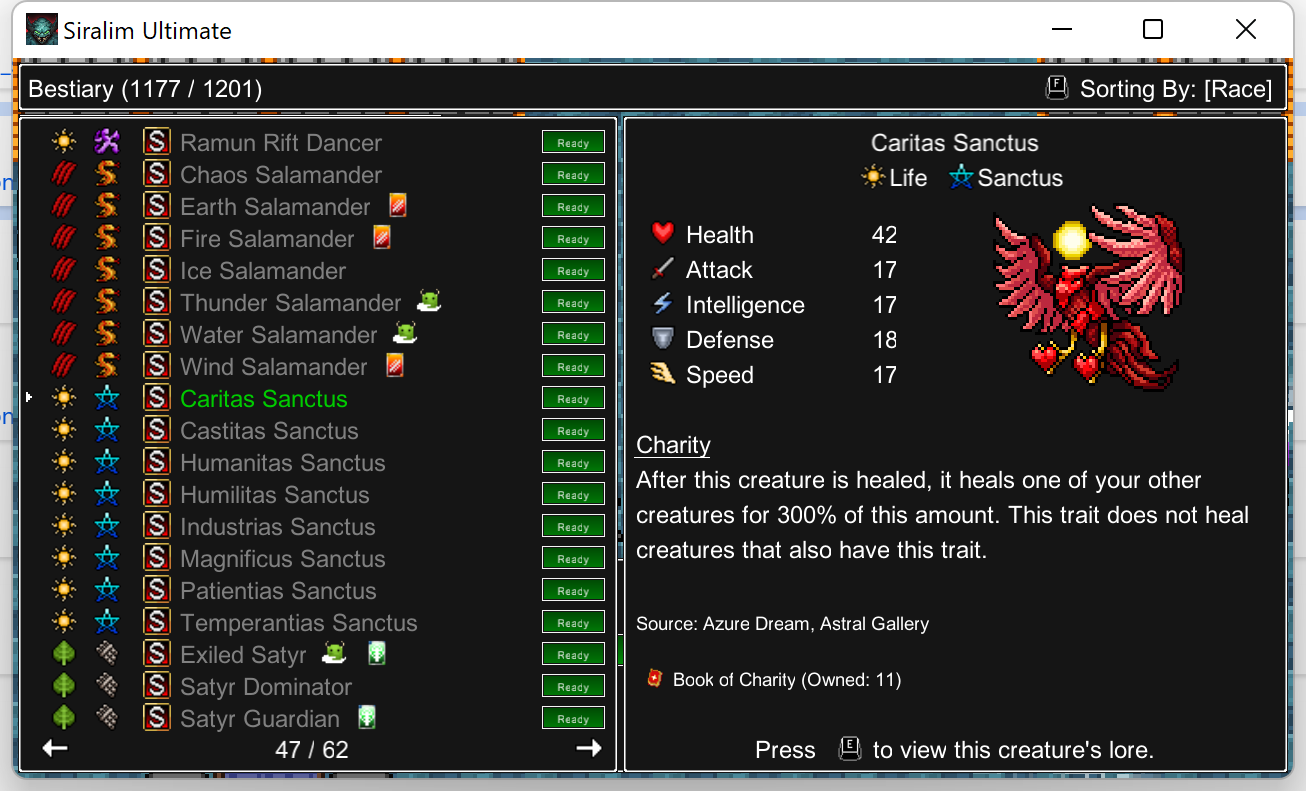 Siralim Ultimate
Bestiary (1177 / 1201)
F Sorting By: [Race]
S Ramun Rift Dancer Ready
S Chaos Salamander Ready
S Earth Salamander Ready
S Fire Salamander Ready
S Ice Salamander Ready
S Thunder Salamander Ready
S Water Salamander Ready
S Wind Salamander Ready
S Caritas Sanctus Ready
S Castitas Sanctus Ready
S Humanitas Sanctus Ready
S Humilitas Sanctus Ready
S Industrias Sanctus Ready
S Magnificus Sanctus Ready
S Patientias Sanctus Ready
S Temperantias Sanctus Ready
S Exiled Satyr Ready
S Satyr Dominator Ready
S Satyr Guardian Ready
47 / 62
Caritas Sanctus
Life Sanctus
Health 42
Attack 17
Intelligence 17
Defense 18
Speed 17
Charity
After this creature is healed, it heals one of your other
creatures for 300% of this amount. This trait does not heal
creatures that also have this trait.
Source: Azure Dream, Astral Gallery
Book of Charity (Owned: 11)
Press E to view this creature's lore.